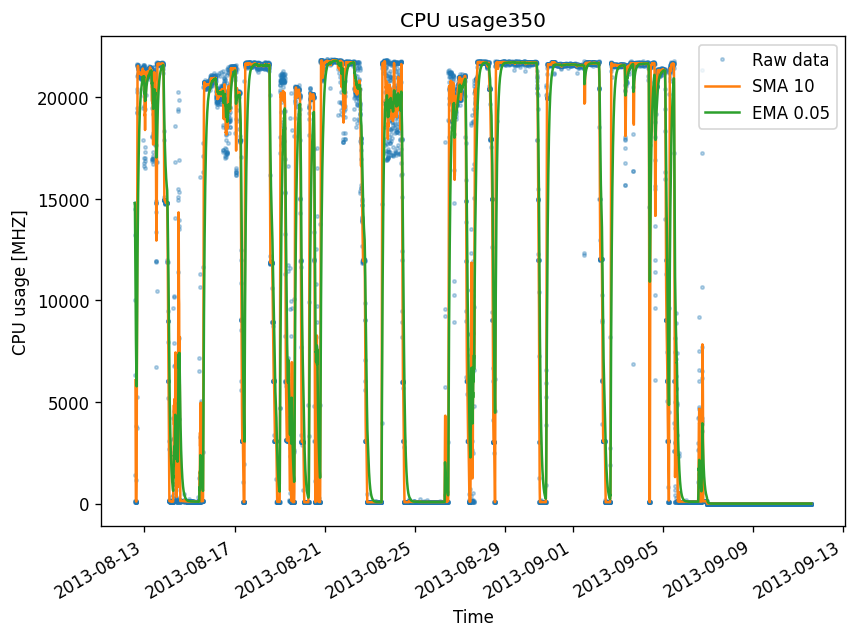 CPU usage350
Raw data
SMA 10
EMA 0.05
CPU usage [MHZ]
20000
15000
10000
5000
0
2013-08-13
2013-08-17
2013-08-21
2013-08-25
2013-08-29
2013-09-01
2013-09-05
2013-09-09
2013-09-13
Time